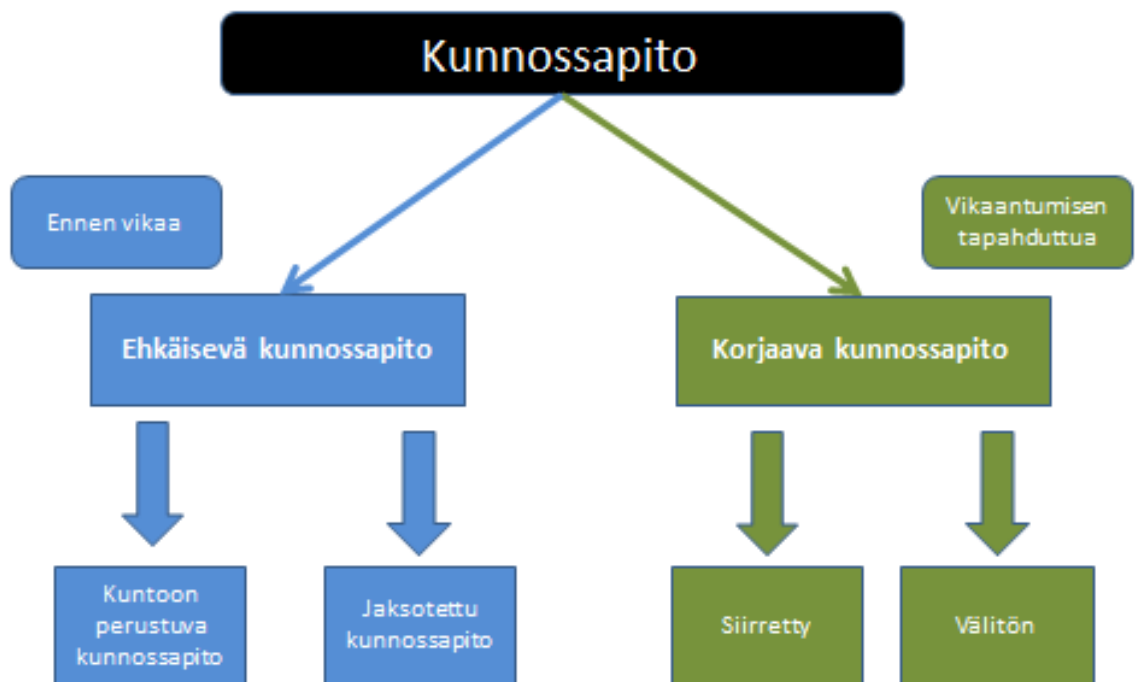 Kunnossapito
Ennen vikaa
Vikaantumisen
tapahduttua
Ehkäisevä kunnossapito
Korjaava kunnossapito
Kuntoon
perustuva
kunnossapito
Jaksotettu
kunnossapito
Siirretty
Välitön